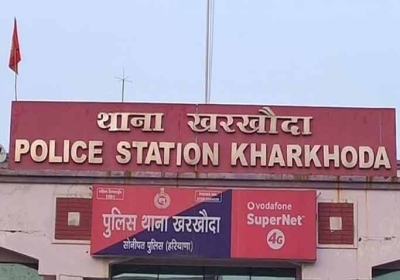 थाना खरखौदा
POLICE STATION KHARKHODA
पुलिस थाना खरखौदा
सोनीपत पुलिस (हरियाणा)
vodafone
SuperNet
4G